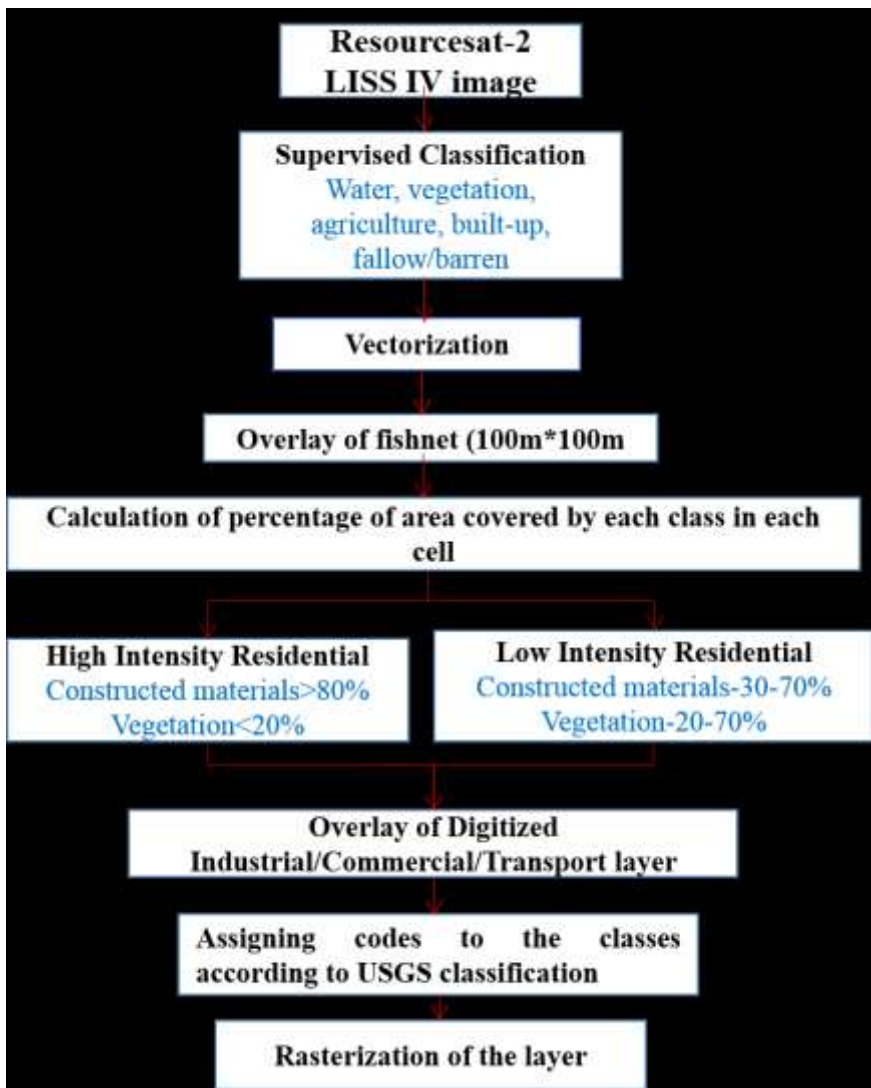 Resourcesat-2
LISS IV image
Supervised Classification
Water, vegetation,
agriculture, built-up,
fallow/barren
Vectorization
Overlay of fishnet (100m*100m
Calculation of percentage of area covered by each class in each
cell
High Intensity Residential
Constructed materials>80%
Vegetation<20%
Low Intensity Residential
Constructed materials-30-70%
Vegetation-20-70%
Overlay of Digitized
Industrial/Commercial/Transport layer
Assigning codes to the classes
according to USGS classification
Rasterization of the layer